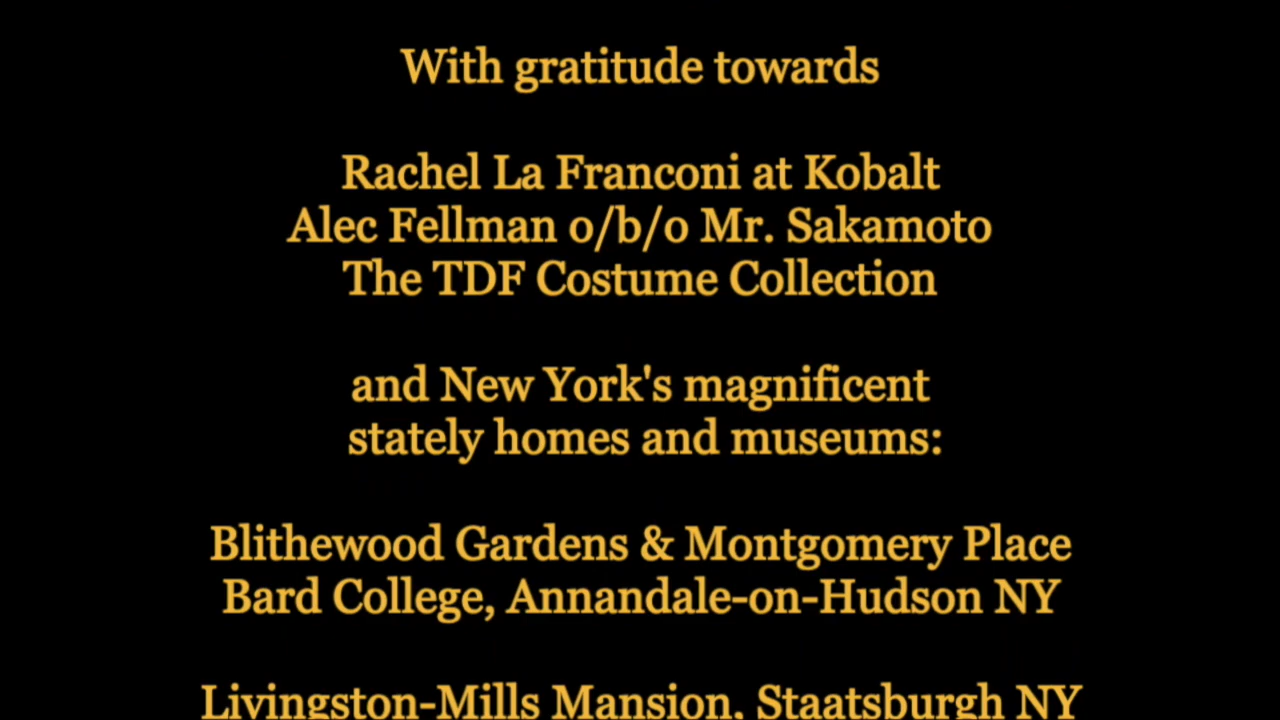 With gratitude towards
Rachel La Franconi at Kobalt
Alec Fellman o/b/o Mr. Sakamoto
The TDF Costume Collection
and New York's magnificent
stately homes and museums:
Blithewood Gardens & Montgomery Place
Bard College, Annandale-on-Hudson NY
Livingston-Mills Mansion, Staatsburgh NY